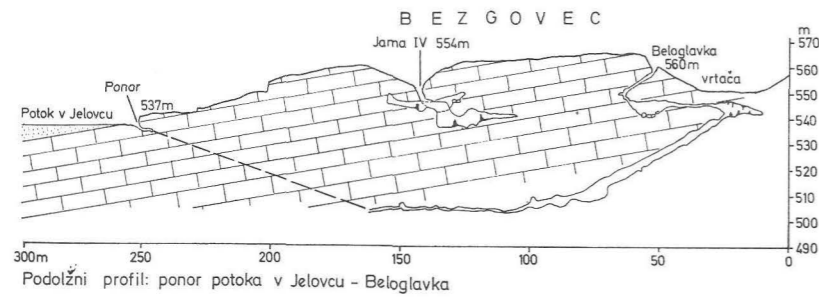 BEZGOVEC
Jama IV 554m
Beloglavka
560m
vrtača
Ponor
537m
Potok v Jelovcu
m
570
560
550
540
530
520
510
500
490
300m 250 200 150 100 50 0
Podolžni profil: ponor potoka v Jelovcu - Beloglavka